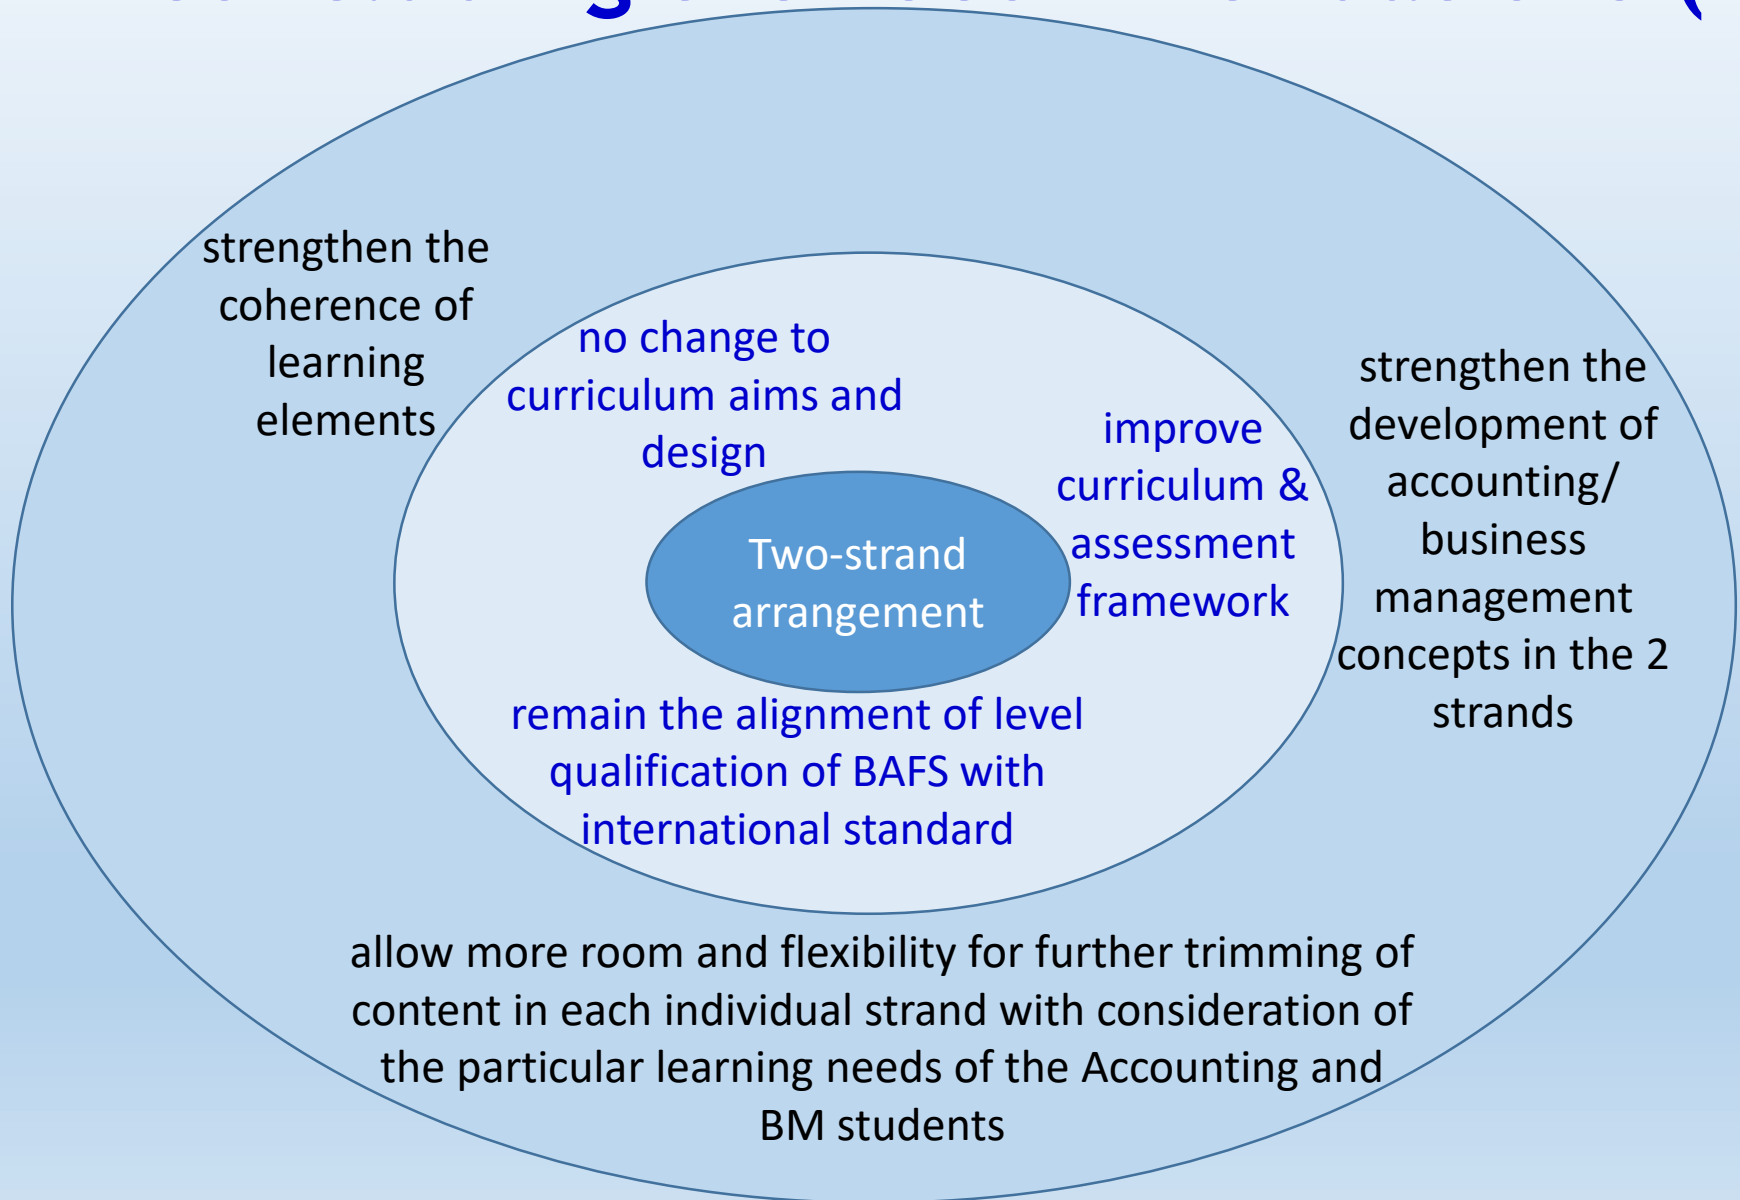 strengthen the
coherence of
learning
elements
no change to
curriculum aims and
design
improve
curriculum &
assessment
framework
strengthen the
development of
accounting/
business
management
concepts in the 2
strands
Two-strand
arrangement
remain the alignment of level
qualification of BAFS with
international standard
allow more room and flexibility for further trimming of
content in each individual strand with consideration of
the particular learning needs of the Accounting and
BM students